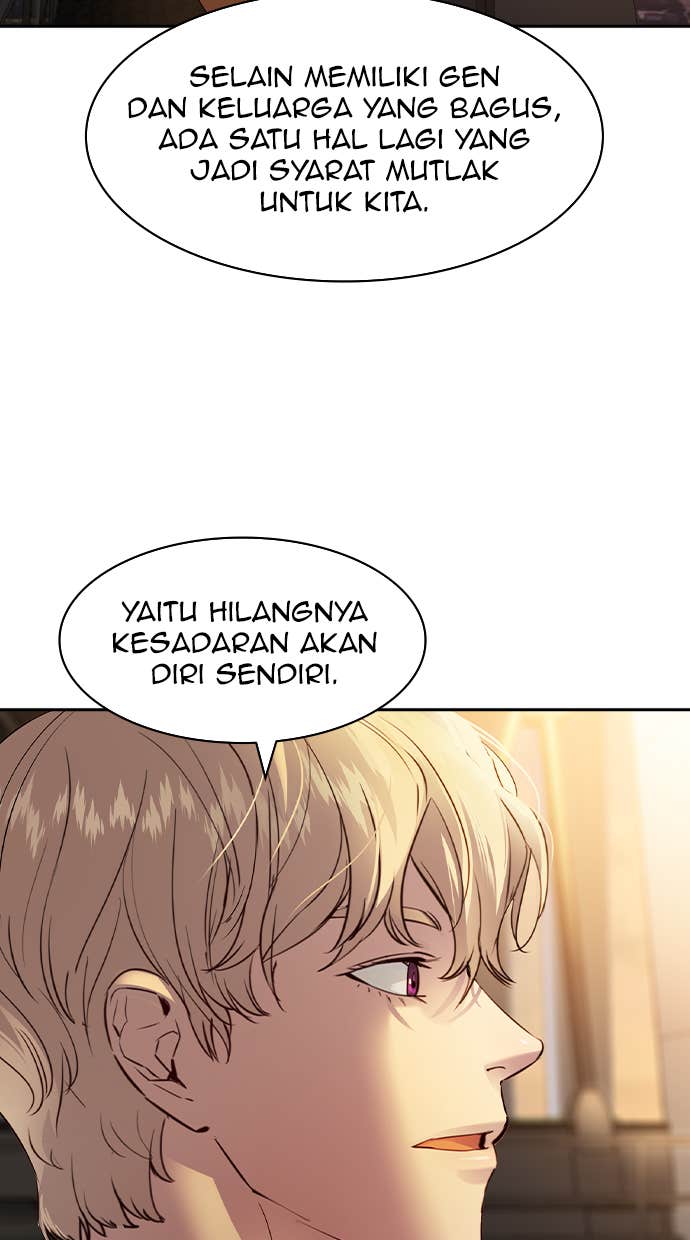 SELAIN MEMILIKI GEN
DAN KELUARGA YANG BAGUS,
ADA SATU HAL LAGI YANG
JADI SYARAT MUTLAK
UNTUK KITA.
YAITU HILANGNYA
KESADARAN AKAN
DIRI SENDIRI.